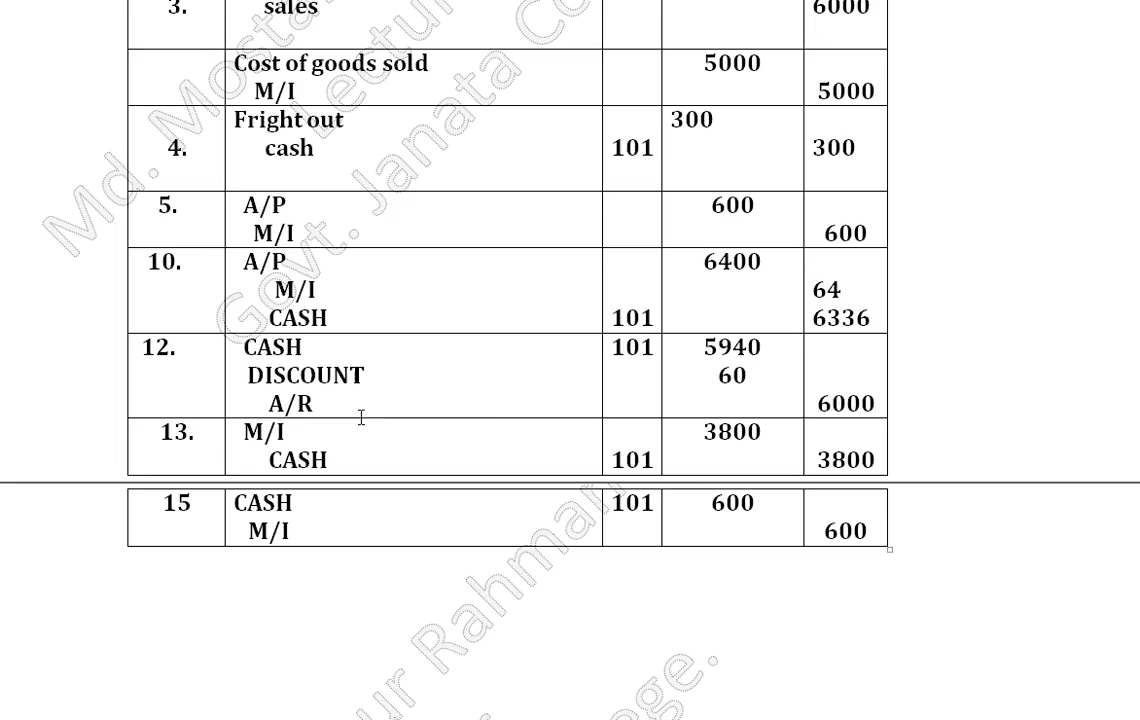 3. sales 6000
Cost of goods sold 5000
M/I 5000
Fright out 300
4. cash 101 300
5. A/P 600
M/I 600
10. A/P 6400
M/I 64
CASH 101 6336
12. CASH 101 5940
DISCOUNT 60
A/R 6000
13. M/I 3800
CASH 101 3800
15 CASH 101 600
M/I 600